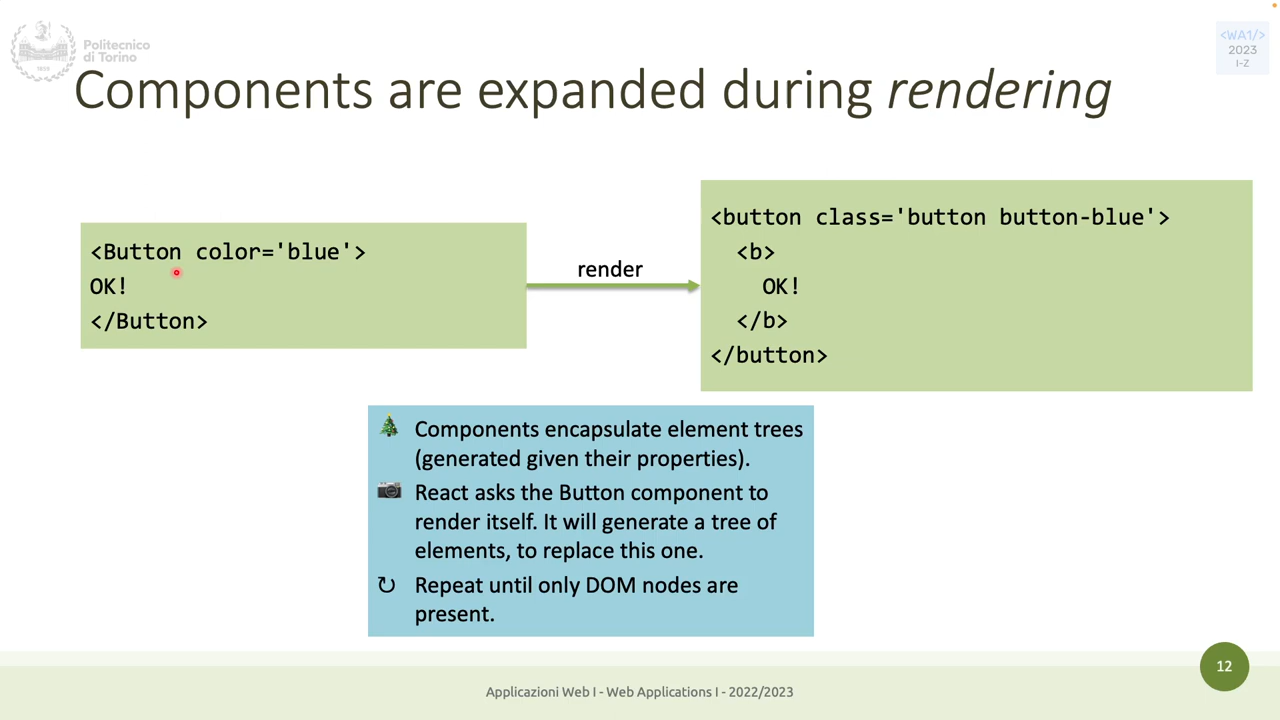 Politecnico
di Torino
1859
<WA1/>
2023
I-Z
Components are expanded during rendering
<Button color='blue'>
OK!
</Button>
render
<button class='button button-blue'>
<b>
OK!
</b>
</button>
Components encapsulate element trees
(generated given their properties).
React asks the Button component to
render itself. It will generate a tree of
elements, to replace this one.
Repeat until only DOM nodes are
present.
12
Applicazioni Web I - Web Applications I - 2022/2023